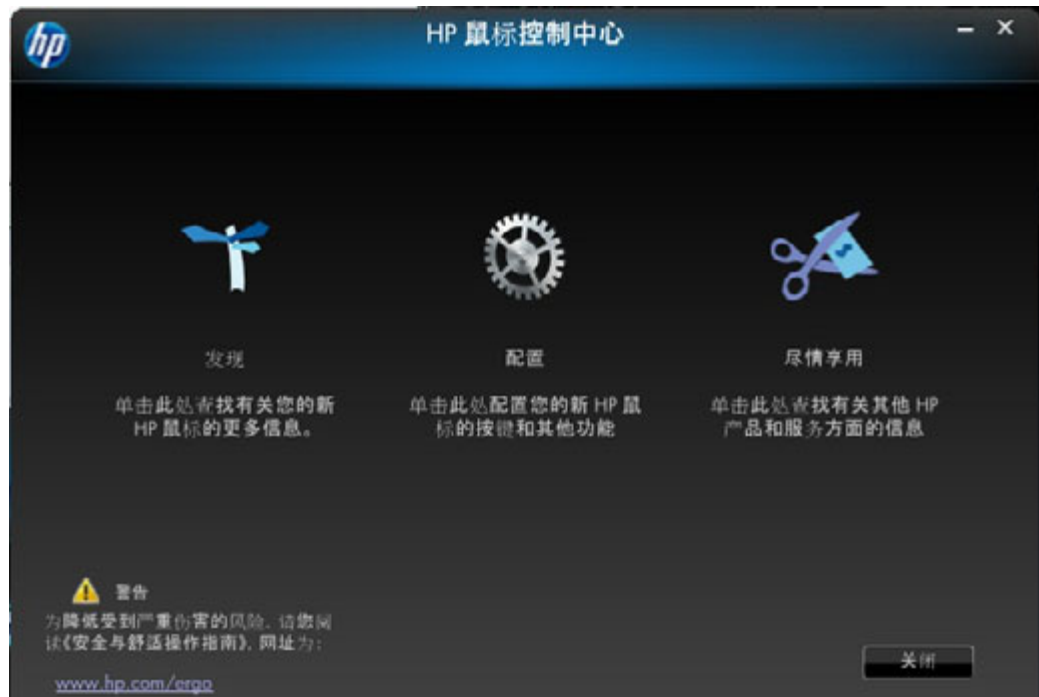 hp
HP 鼠标控制中心
发现
单击此处查找有关您的新
HP 鼠标的更多信息。
配置
单击此处配置您的新 HP 鼠
标的按键和其他功能
尽情享用
单击此处查找有关其他 HP
产品和服务方面的信息
警告
为降低受到严重伤害的风险,请您阅
读《安全与舒适操作指南》,网址为:
www.hp.com/ergo
关闭